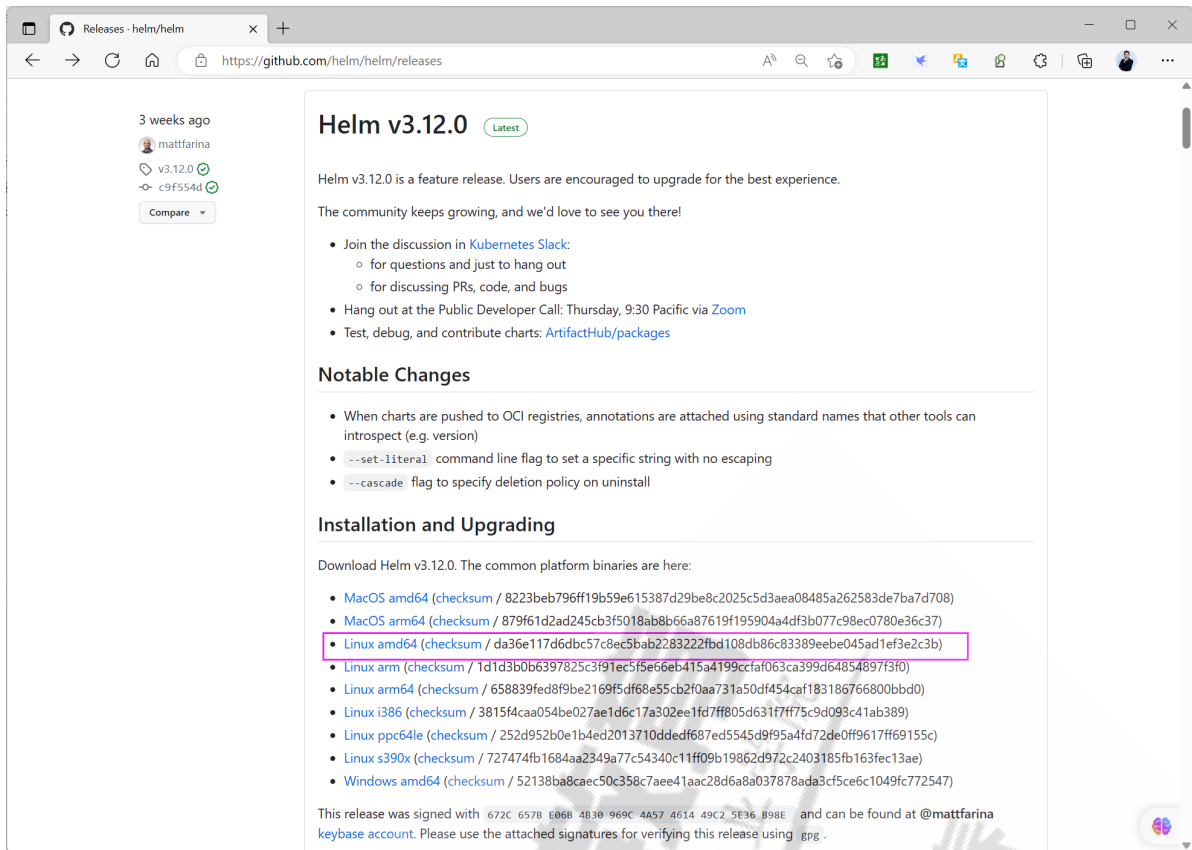 Releases · helm/helm
https://github.com/helm/helm/releases
3 weeks ago
mattfarina
v3.12.0
c9f554d
Compare
Helm v3.12.0 Latest
Helm v3.12.0 is a feature release. Users are encouraged to upgrade for the best experience.
The community keeps growing, and we'd love to see you there!
Join the discussion in Kubernetes Slack:
for questions and just to hang out
for discussing PRs, code, and bugs
Hang out at the Public Developer Call: Thursday, 9:30 Pacific via Zoom
Test, debug, and contribute charts: ArtifactHub/packages
Notable Changes
When charts are pushed to OCI registries, annotations are attached using standard names that other tools can
introspect (e.g. version)
--set-literal command line flag to set a specific string with no escaping
--cascade flag to specify deletion policy on uninstall
Installation and Upgrading
Download Helm v3.12.0. The common platform binaries are here:
MacOS amd64 (checksum / 8223beb796ff19b59e615387d29be8c2025c5d3aea08485a262583de7ba7d708)
MacOS arm64 (checksum / 879f61d2ad245cb3f5018ab8b66a87619f195904a4df3b077c98ec0780e36c37)
Linux amd64 (checksum / da36e117d6dbc57c8ec5bab2283222fbd108db86c83389eebe045ad1ef3e2c3b)
Linux arm (checksum / 1d1d3b0b6397825c3f91ec5f5e66eb415a4199ccfaf063ca399d64854897f3f0)
Linux arm64 (checksum / 658839fed8f9be2169f5df68e55cb2f0aa731a50df454caf183186766800bbd0)
Linux i386 (checksum / 3815f4caa054be027ae1d6c17a302ee1fd7ff805d631f7ff75c9d093c41ab389)
Linux ppc64le (checksum / 252d952b0e1b4ed2013710ddedf687ed5545d9f95a4fd72de0ff9617ff69155c)
Linux s390x (checksum / 727474fb1684aa2349a77c54340c11ff09b19862d972c2403185fb163fec13ae)
Windows amd64 (checksum / 52138ba8caec50c358c7aee41aac28d6a8a037878ada3cf5ce6c1049fc772547)
This release was signed with 672C 657B E06B 4B30 969C 4A57 4614 49C2 5E36 B98E and can be found at @mattfarina
keybase account. Please use the attached signatures for verifying this release using gpg.